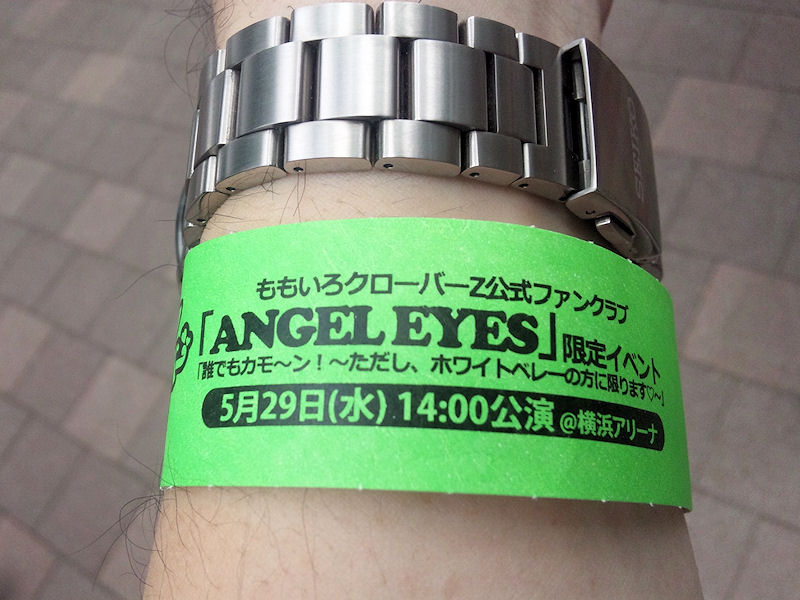 SEIKO
ももいろクローバーZ公式ファンクラブ
「ANGEL EYES」限定イベント
「誰でもカモ〜ン！〜ただし、ホワイトベレーの方に限ります♡〜」
5月29日(水) 14:00公演 @横浜アリーナ